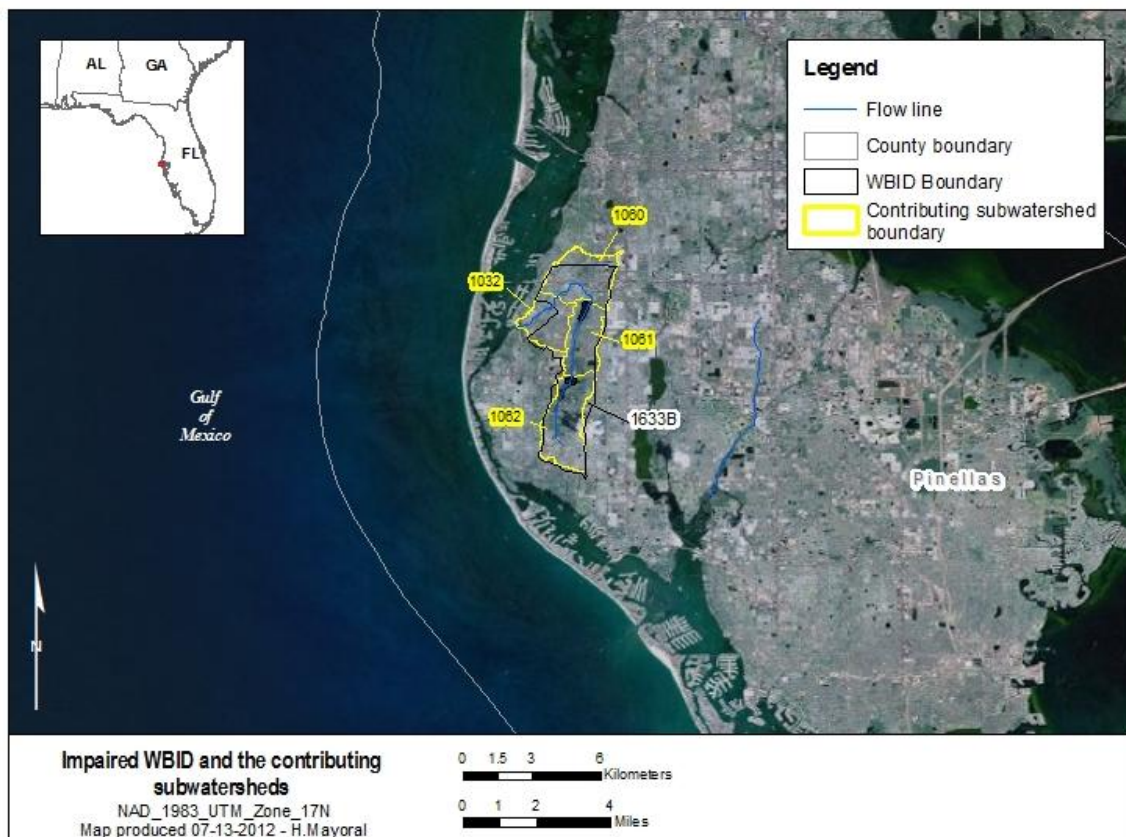 AL
GA
FL
Legend
Flow line
County boundary
WBID Boundary
Contributing subwatershed
boundary
1060
1032
1061
1062
1633B
Gulf
of
Mexico
Pinellas
N
Impaired WBID and the contributing
subwatersheds
NAD_1983_UTM_Zone_17N
Map produced 07-13-2012 - H.Mayoral
0 1.5 3 6
Kilometers
0 1 2 4
Miles